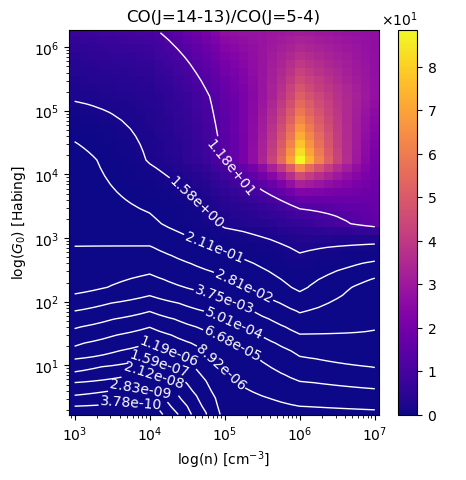 CO(J=14-13)/CO(J=5-4)
×10¹
10⁶
10⁵
10⁴
10³
10²
10¹
log(G₀) [Habing]
1.18e+01
1.58e+00
2.11e-01
2.81e-02
3.75e-03
5.01e-04
6.68e-05
8.92e-06
1.19e-06
1.59e-07
2.12e-08
2.83e-09
3.78e-10
10³ 10⁴ 10⁵ 10⁶ 10⁷
log(n) [cm⁻³]
8
7
6
5
4
3
2
1
0